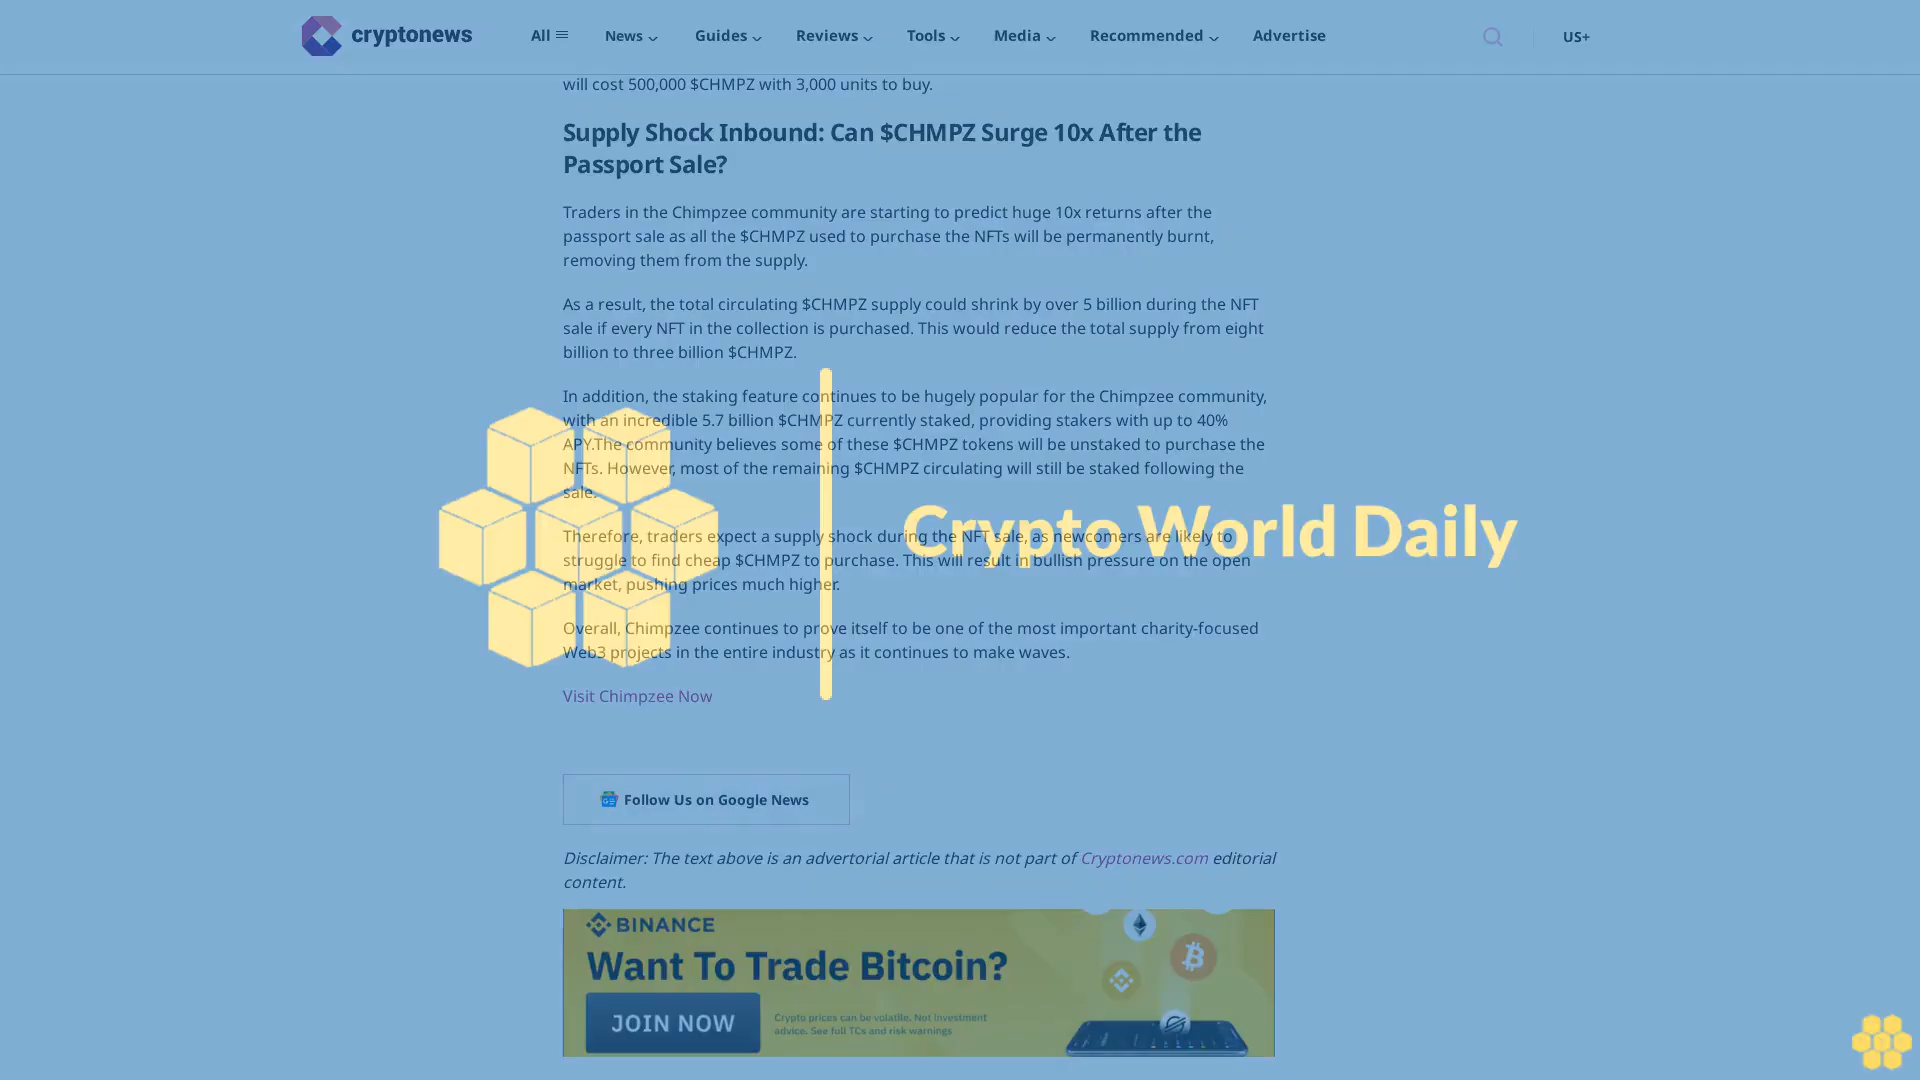 cryptonews
All
News
Guides
Reviews
Tools
Media
Recommended
Advertise
US+
will cost 500,000 $CHMPZ with 3,000 units to buy.
Supply Shock Inbound: Can $CHMPZ Surge 10x After the
Passport Sale?
Traders in the Chimpzee community are starting to predict huge 10x returns after the
passport sale as all the $CHMPZ used to purchase the NFTs will be permanently burnt,
removing them from the supply.
As a result, the total circulating $CHMPZ supply could shrink by over 5 billion during the NFT
sale if every NFT in the collection is purchased. This would reduce the total supply from eight
billion to three billion $CHMPZ.
In addition, the staking feature continues to be hugely popular for the Chimpzee community,
with an incredible 5.7 billion $CHMPZ currently staked, providing stakers with up to 40%
APY.The community believes some of these $CHMPZ tokens will be unstaked to purchase the
NFTs. However, most of the remaining $CHMPZ circulating will still be staked following the
sale.
Therefore, traders expect a supply shock during the NFT sale, as newcomers are likely to
struggle to find cheap $CHMPZ to purchase. This will result in bullish pressure on the open
market, pushing prices much higher.
Crypto World Daily
Overall, Chimpzee continues to prove itself to be one of the most important charity-focused
Web3 projects in the entire industry as it continues to make waves.
Visit Chimpzee Now
Follow Us on Google News
Disclaimer: The text above is an advertorial article that is not part of Cryptonews.com editorial
content.
BINANCE
Want To Trade Bitcoin?
JOIN NOW
Crypto prices can be volatile. Not investment
advice. See full TCs and risk warnings